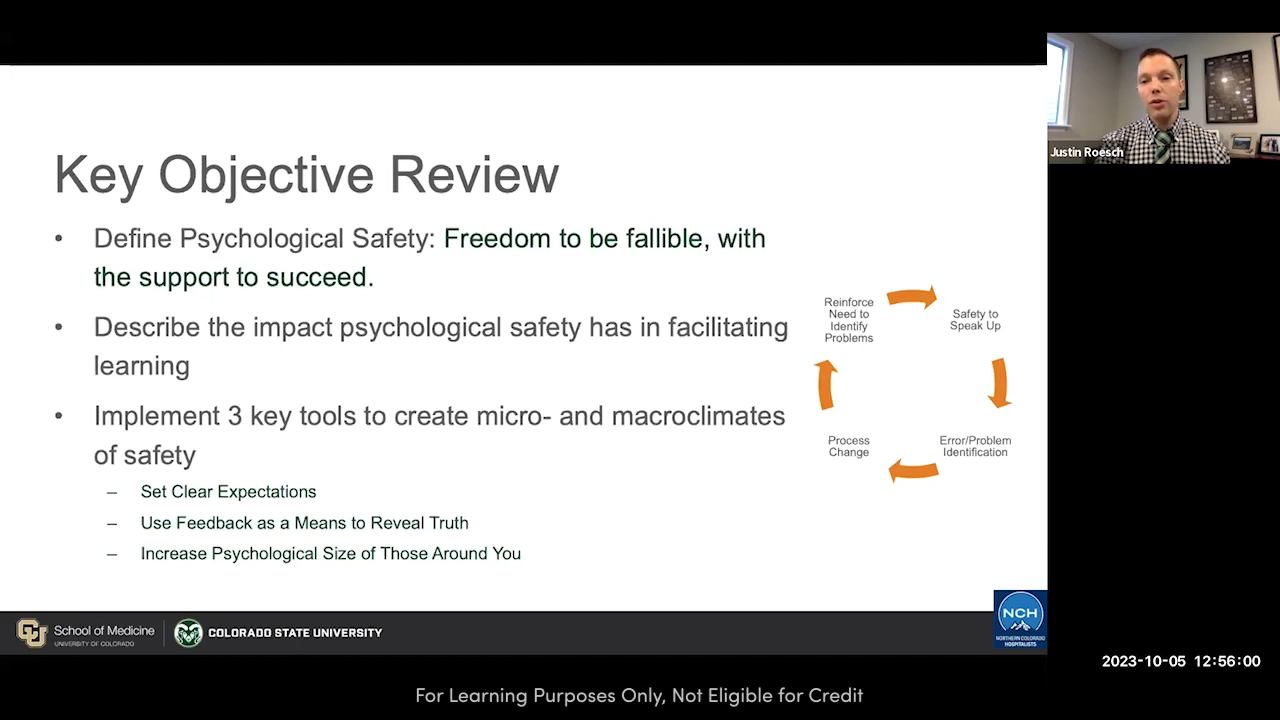 Key Objective Review
• Define Psychological Safety: Freedom to be fallible, with
the support to succeed.
• Describe the impact psychological safety has in facilitating
learning
• Implement 3 key tools to create micro- and macroclimates
of safety
– Set Clear Expectations
– Use Feedback as a Means to Reveal Truth
– Increase Psychological Size of Those Around You
Reinforce
Need to
Identify
Problems
Safety to
Speak Up
Error/Problem
Identification
Process
Change
Justin Roesch
CU
School of Medicine
UNIVERSITY OF COLORADO
COLORADO STATE UNIVERSITY
NCH
NORTHERN COLORADO
HOSPITALISTS
2023-10-05 12:56:00
For Learning Purposes Only, Not Eligible for Credit